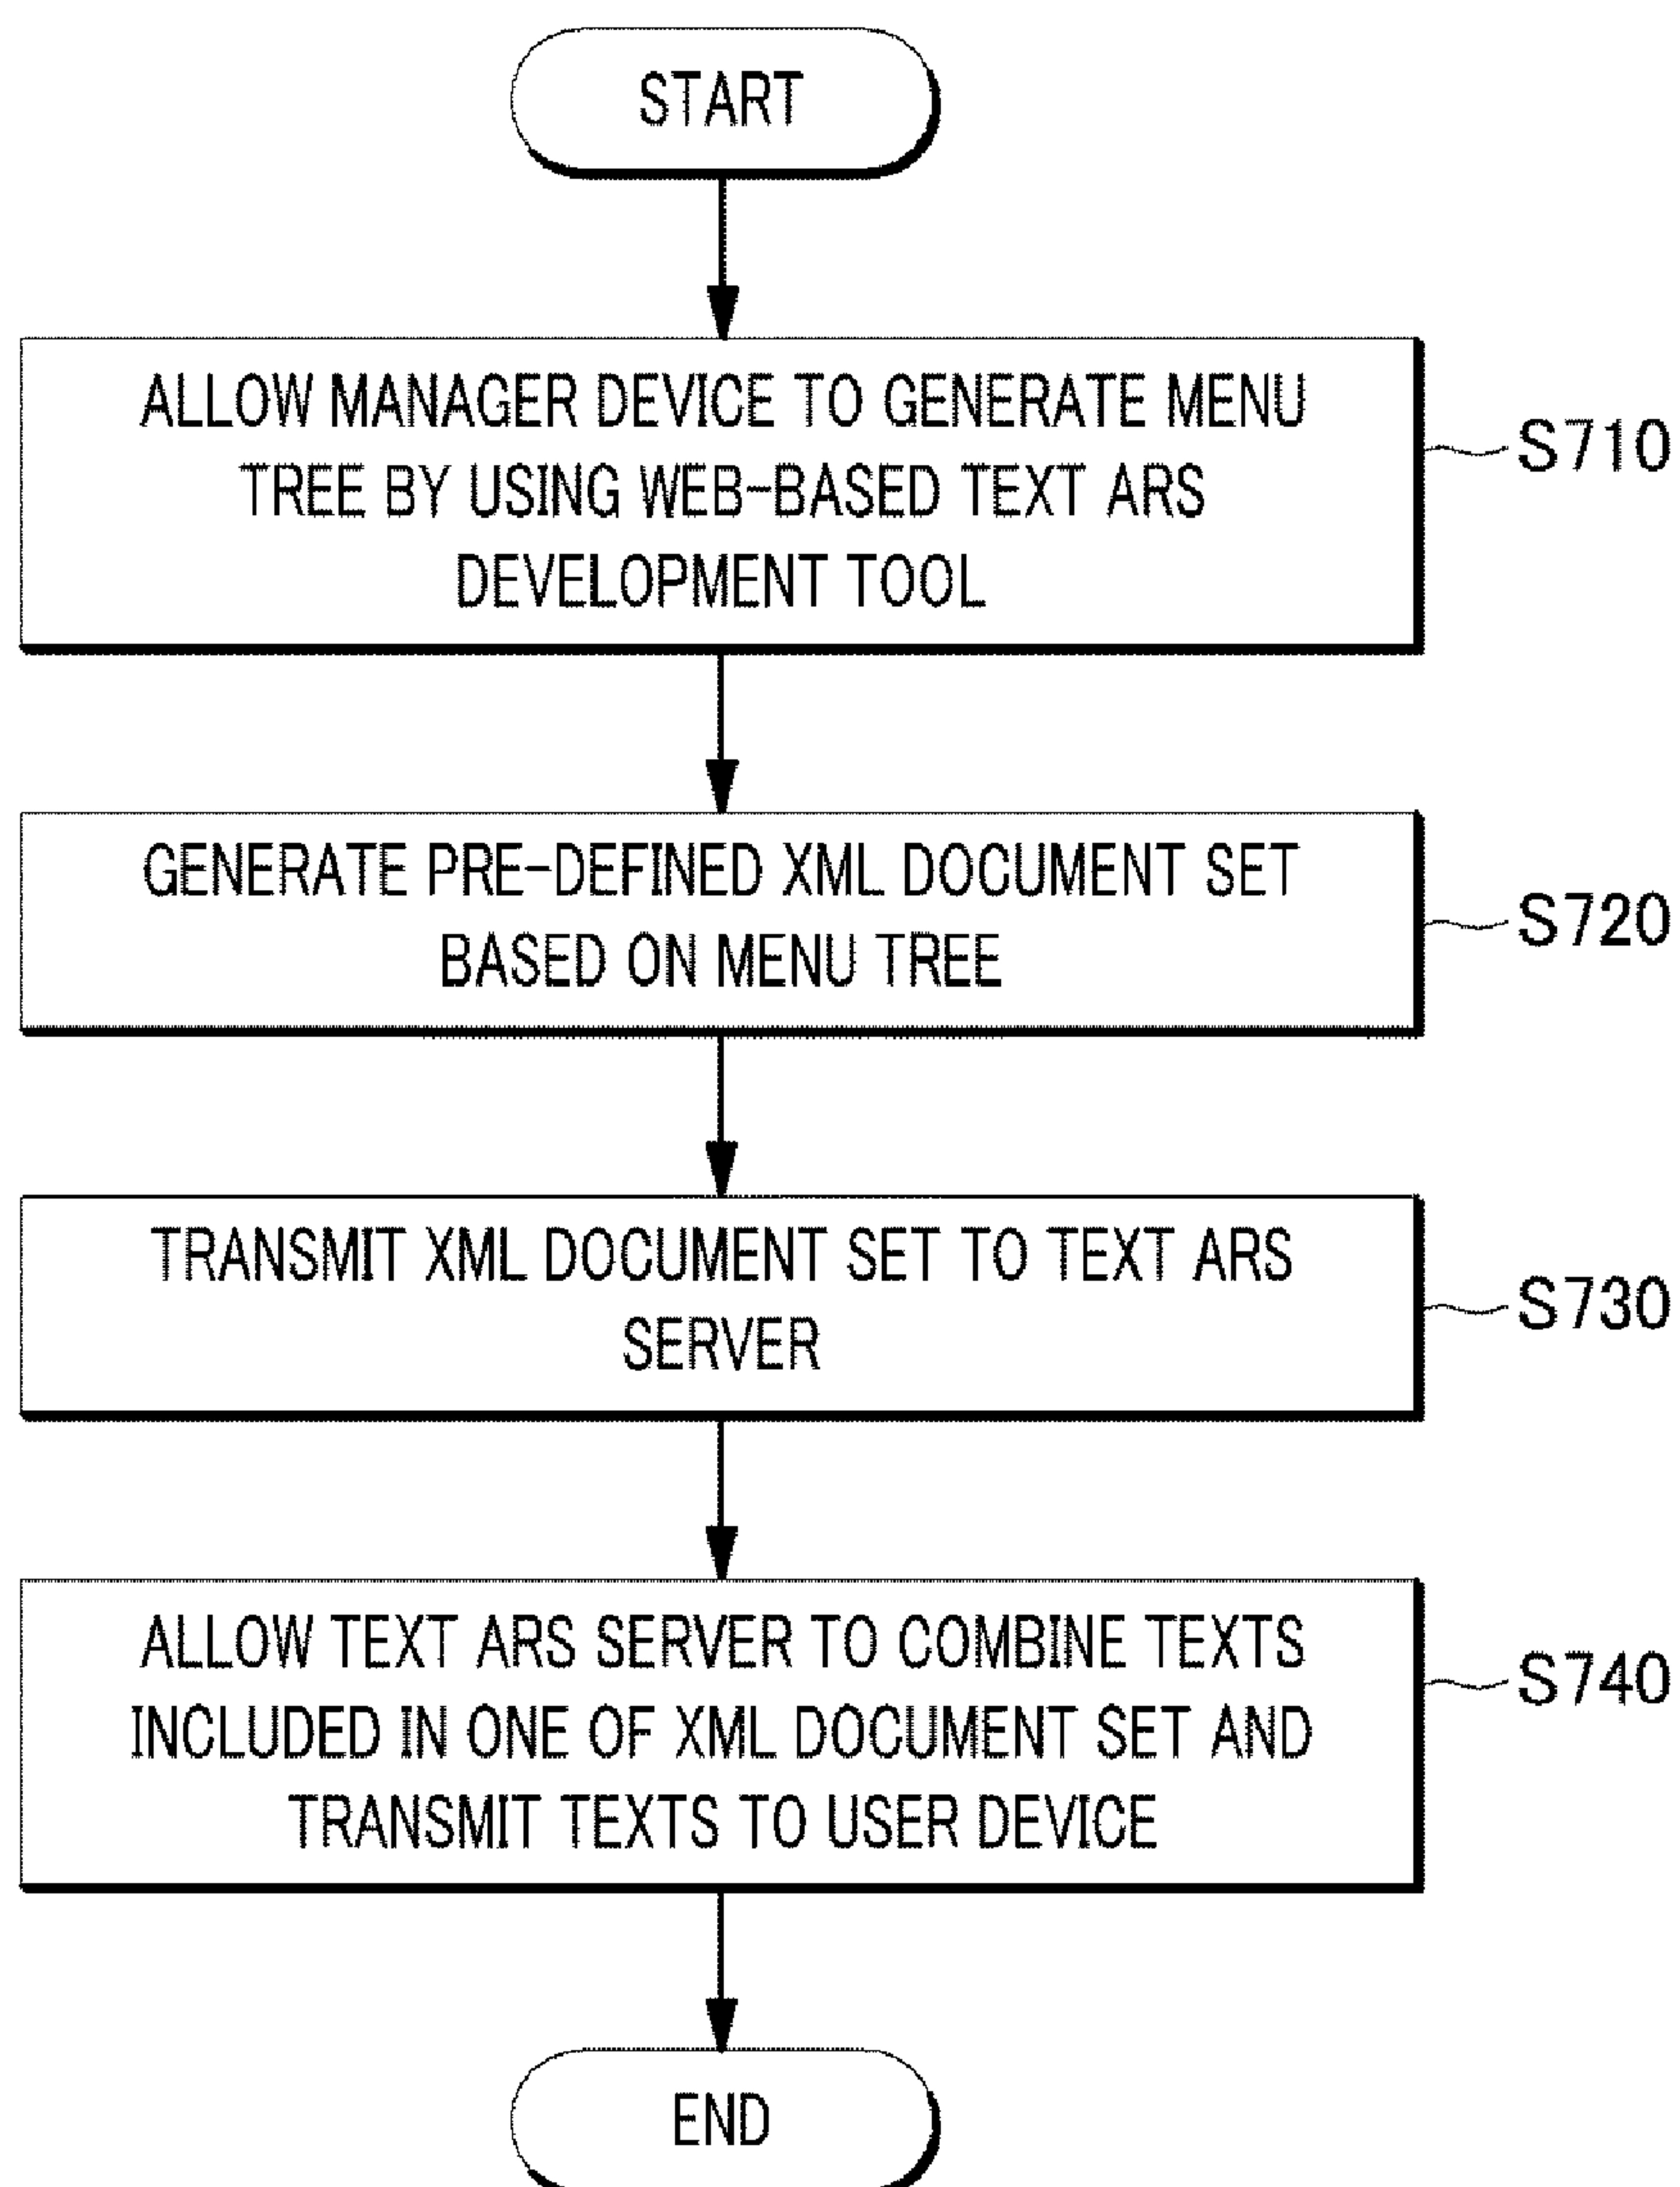 START
ALLOW MANAGER DEVICE TO GENERATE MENU
TREE BY USING WEB-BASED TEXT ARS
DEVELOPMENT TOOL
S710
GENERATE PRE-DEFINED XML DOCUMENT SET
BASED ON MENU TREE
S720
TRANSMIT XML DOCUMENT SET TO TEXT ARS
SERVER
S730
ALLOW TEXT ARS SERVER TO COMBINE TEXTS
INCLUDED IN ONE OF XML DOCUMENT SET AND
TRANSMIT TEXTS TO USER DEVICE
S740
END